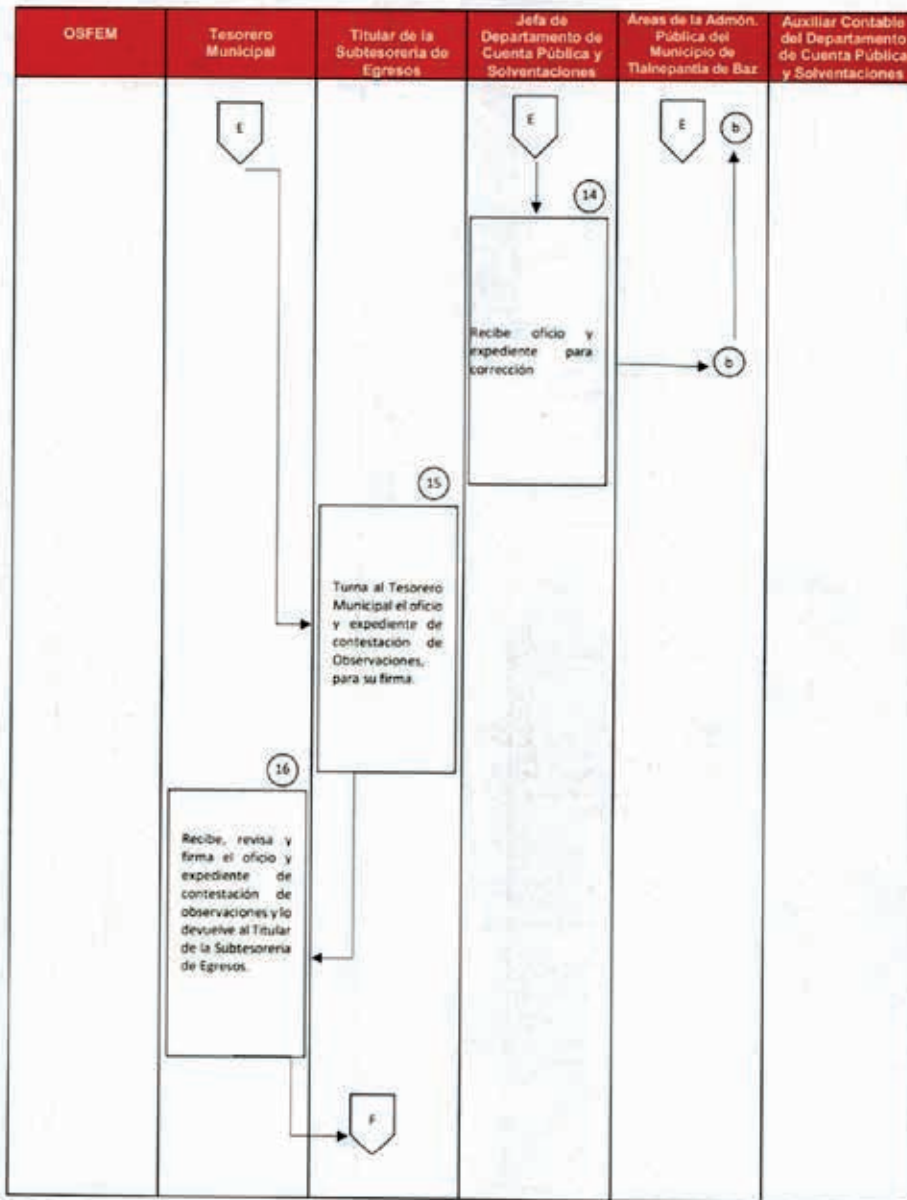 OSFEM
Tesorero
Municipal
Titular de la
Subtesorería de
Egresos
Jefa de
Departamento de
Cuenta Pública y
Solventaciones
Áreas de la Admón.
Pública del
Municipio de
Tlalnepantla de Baz
Auxiliar Contable
del Departamento
de Cuenta Pública
y Solventaciones
E
E
E
b
14
Recibe oficio y
expediente para
corrección
b
15
Turna al Tesorero
Municipal el oficio
y expediente de
contestación de
Observaciones,
para su firma.
16
Recibe, revisa y
firma el oficio y
expediente de
contestación de
observaciones y lo
devuelve al Titular
de la Subtesorería
de Egresos.
F